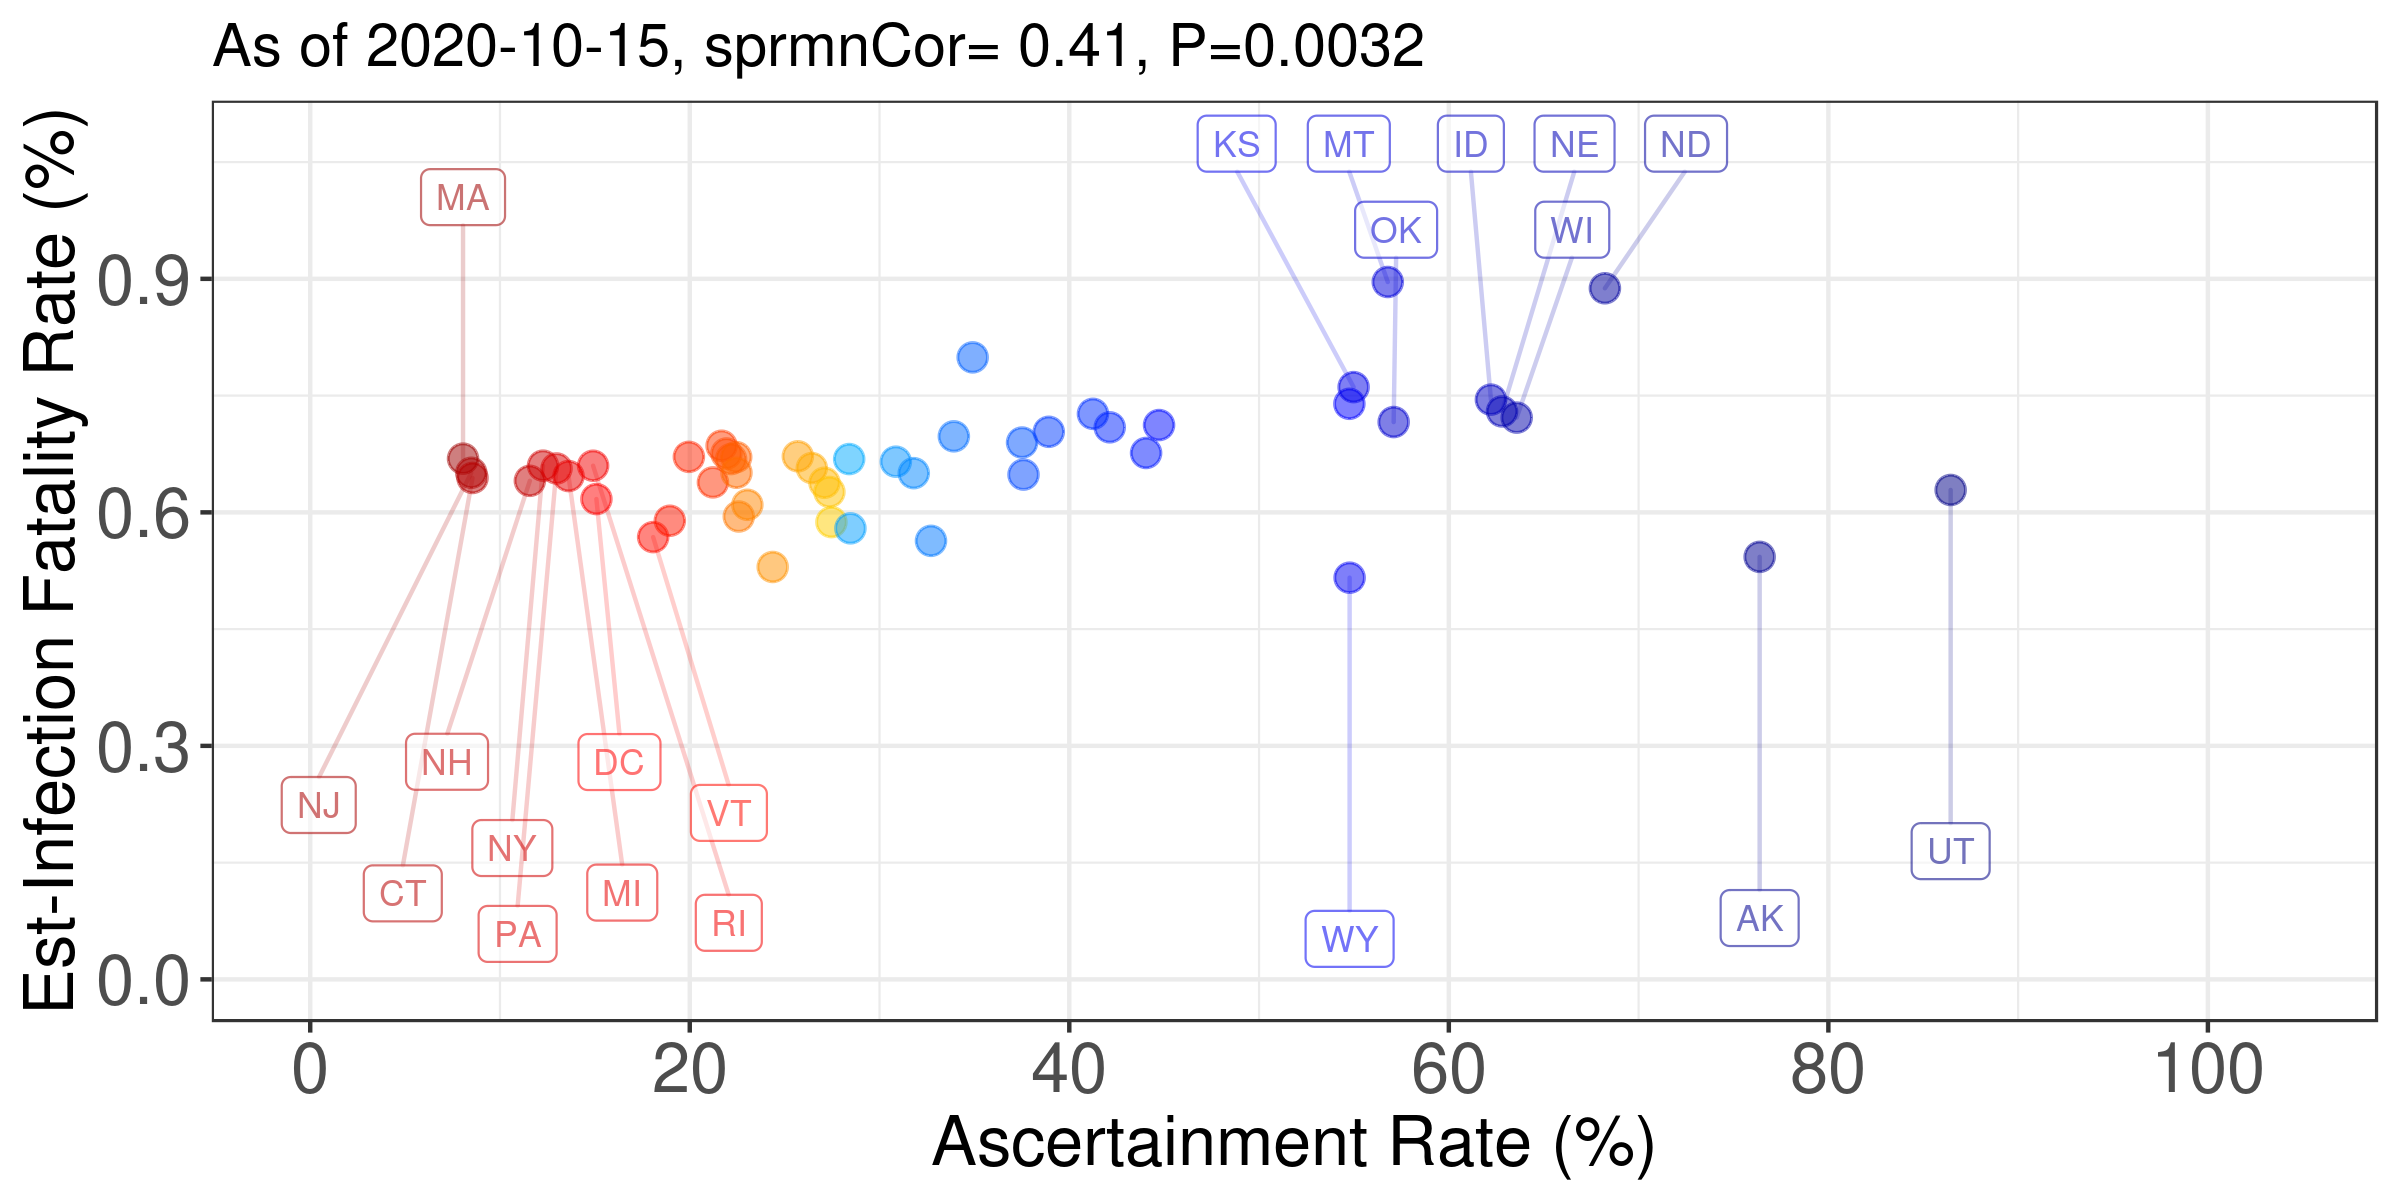 As of 2020-10-15, sprmnCor= 0.41, P=0.0032
Est-Infection Fatality Rate (%)
0.9
0.6
0.3
0.0
KS MT ID NE ND
MA
OK WI
NH DC
NJ
VT
NY
UT
CT MI
RI
AK
PA
WY
0 20 40 60 80 100
Ascertainment Rate (%)